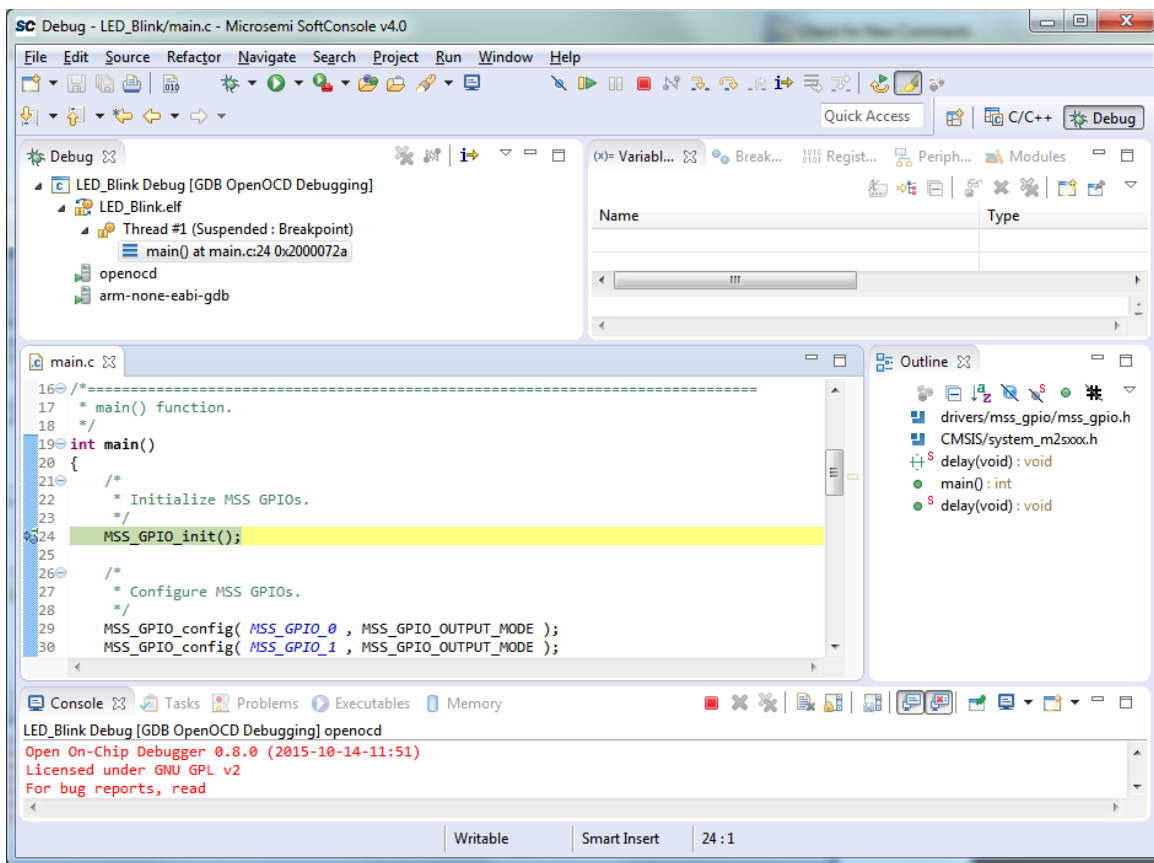 SC Debug - LED_Blink/main.c - Microsemi SoftConsole v4.0
File Edit Source Refactor Navigate Search Project Run Window Help
Quick Access C/C++ Debug
Debug
LED_Blink Debug [GDB OpenOCD Debugging]
LED_Blink.elf
Thread #1 (Suspended : Breakpoint)
main() at main.c:24 0x2000072a
openocd
arm-none-eabi-gdb
(x)= Variabl... Break... Regist... Periph... Modules
Name Type
main.c
16 /*==============================================================================
17 * main() function.
18 */
19 int main()
20 {
21 /*
22 * Initialize MSS GPIOs.
23 */
24 MSS_GPIO_init();
25
26 /*
27 * Configure MSS GPIOs.
28 */
29 MSS_GPIO_config( MSS_GPIO_0 , MSS_GPIO_OUTPUT_MODE );
30 MSS_GPIO_config( MSS_GPIO_1 , MSS_GPIO_OUTPUT_MODE );
Outline
drivers/mss_gpio/mss_gpio.h
CMSIS/system_m2sxxx.h
S delay(void) : void
main() : int
S delay(void) : void
Console Tasks Problems Executables Memory
LED_Blink Debug [GDB OpenOCD Debugging] openocd
Open On-Chip Debugger 0.8.0 (2015-10-14-11:51)
Licensed under GNU GPL v2
For bug reports, read
Writable Smart Insert 24 : 1